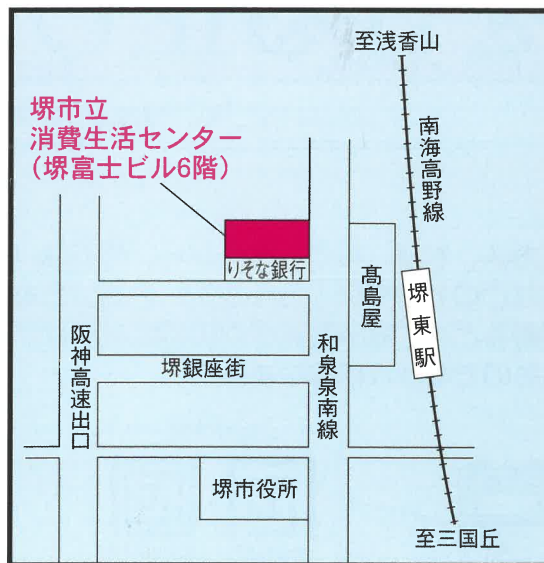 至浅香山
堺市立
消費生活センター
(堺富士ビル6階)
南海高野線
りそな銀行
髙島屋
堺東駅
阪神高速出口
堺銀座街
和泉泉南線
堺市役所
至三国丘